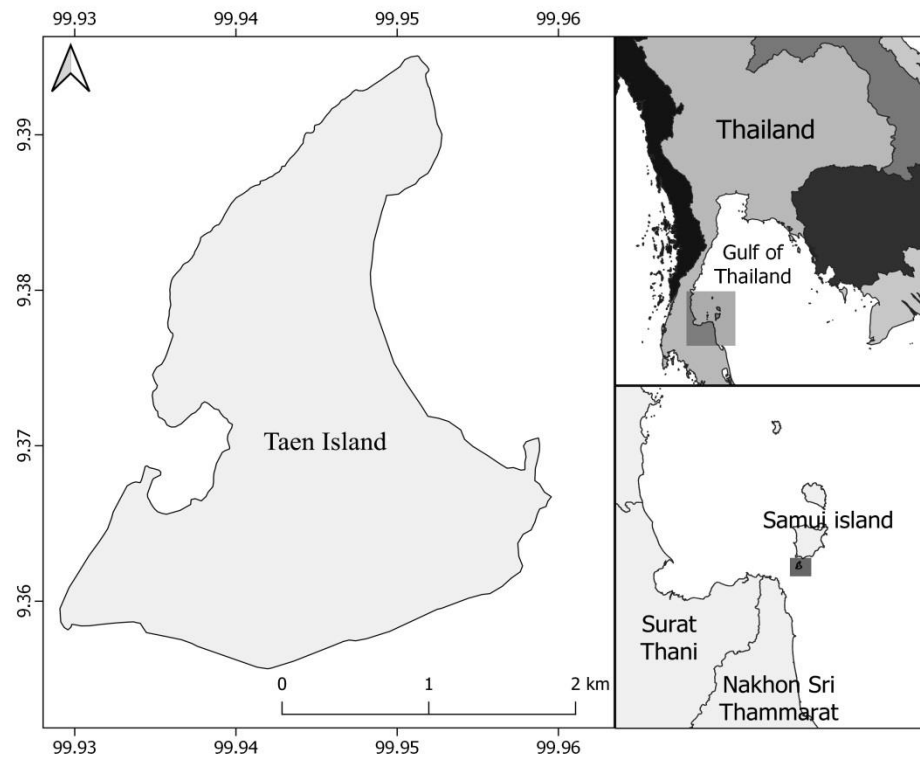 99.93 99.94 99.95 99.96
9.39
9.38
9.37
9.36
Taen Island
0 1 2 km
99.93 99.94 99.95 99.96
Thailand
Gulf of
Thailand
Samui island
Surat
Thani
Nakhon Sri
Thammarat